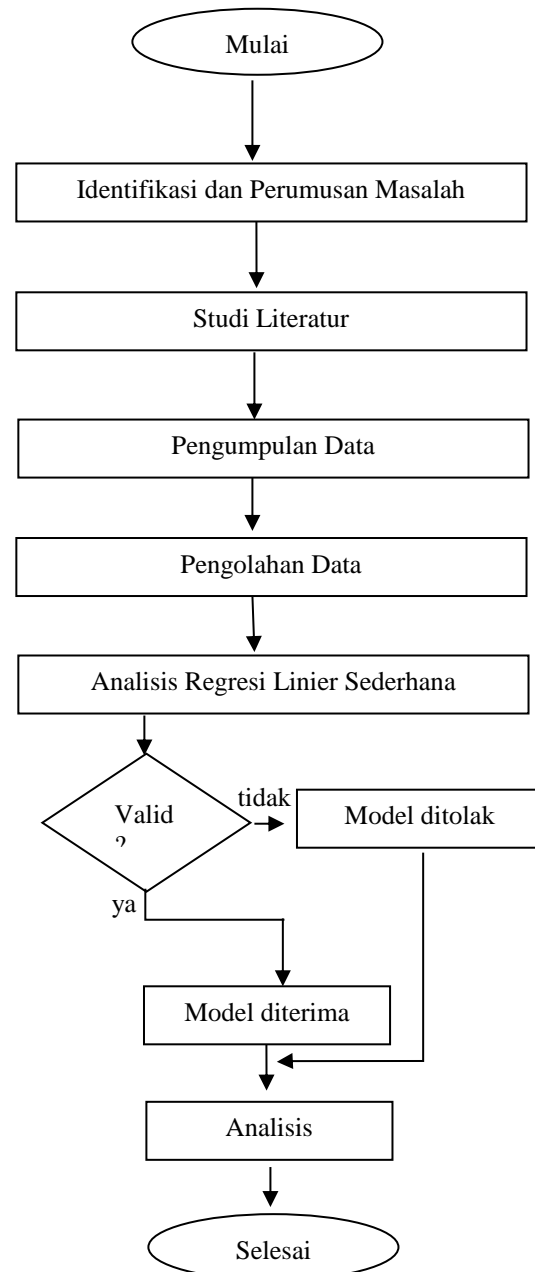 Mulai
Identifikasi dan Perumusan Masalah
Studi Literatur
Pengumpulan Data
Pengolahan Data
Analisis Regresi Linier Sederhana
Valid
?
tidak
Model ditolak
ya
Model diterima
Analisis
Selesai